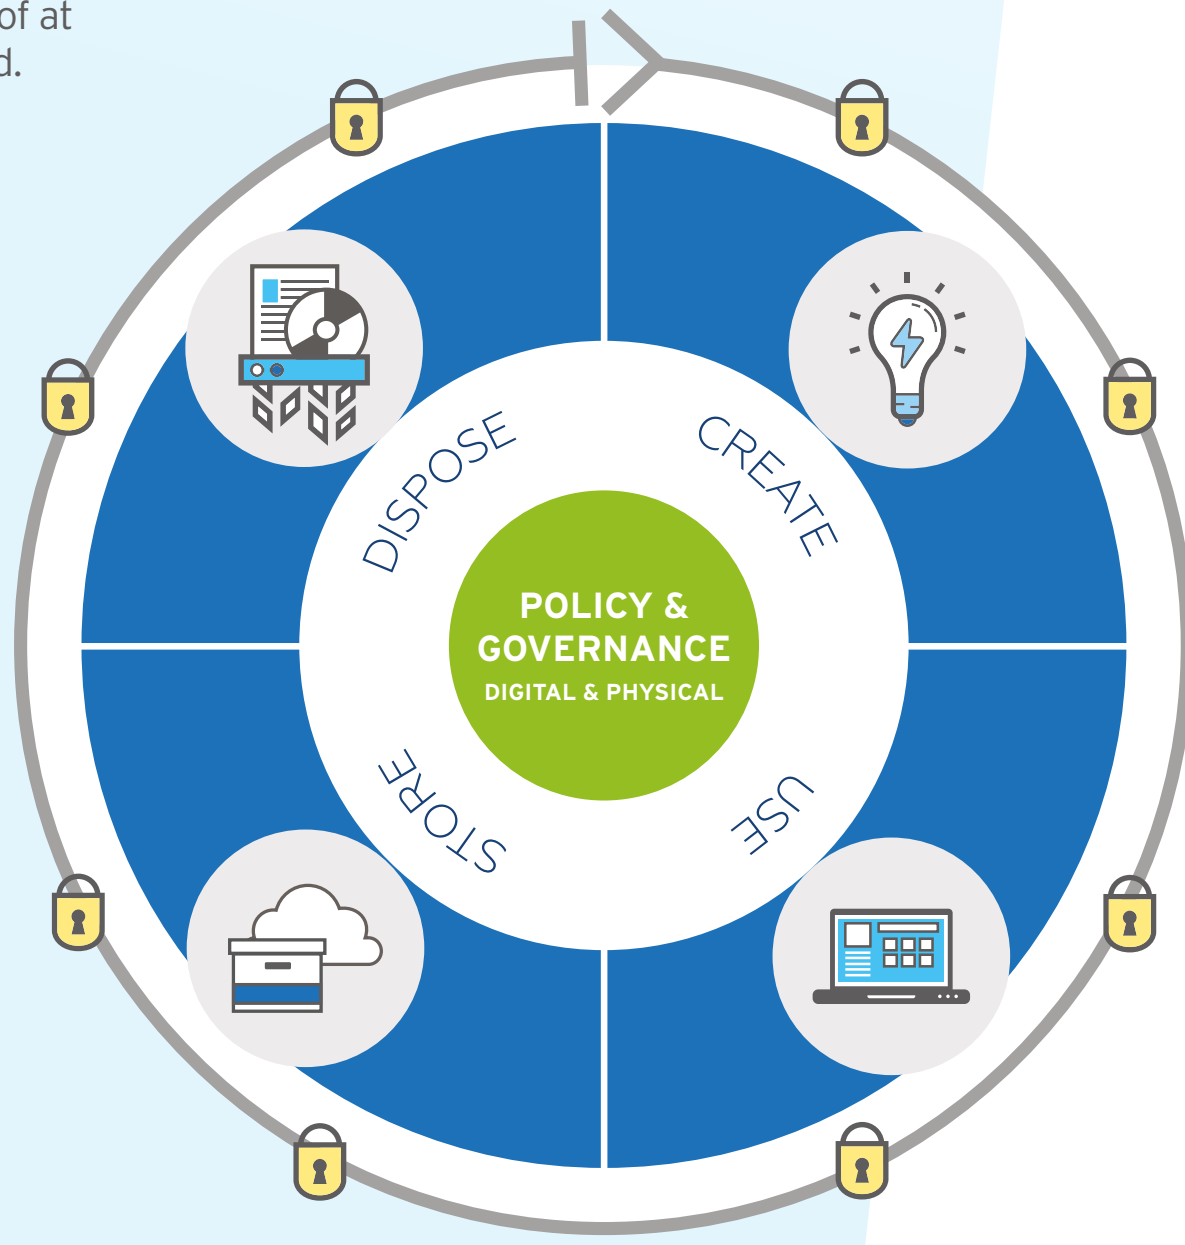 of at
d.
DISPOSE
CREATE
POLICY &
GOVERNANCE
DIGITAL & PHYSICAL
STORE
USE